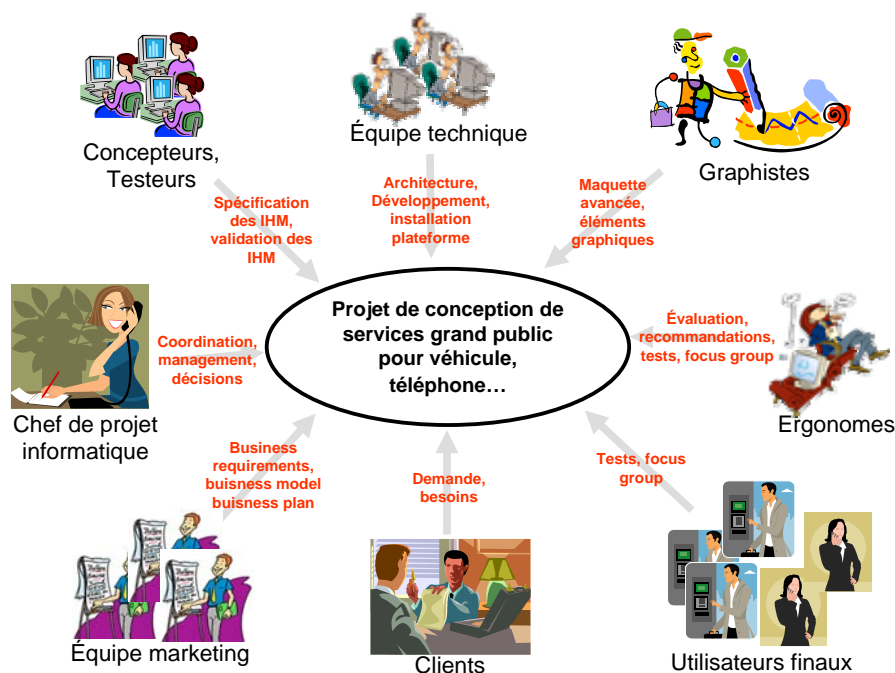 Concepteurs,
Testeurs
Équipe technique
Graphistes
Spécification
des IHM,
validation des
IHM
Architecture,
Développement,
installation
plateforme
Maquette
avancée,
éléments
graphiques
Projet de conception de
services grand public
pour véhicule,
téléphone…
Coordination,
management,
décisions
Évaluation,
recommandations,
tests, focus group
Chef de projet
informatique
Ergonomes
Business
requirements,
buisness model
buisness plan
Demande,
besoins
Tests, focus
group
Équipe marketing
Clients
Utilisateurs finaux